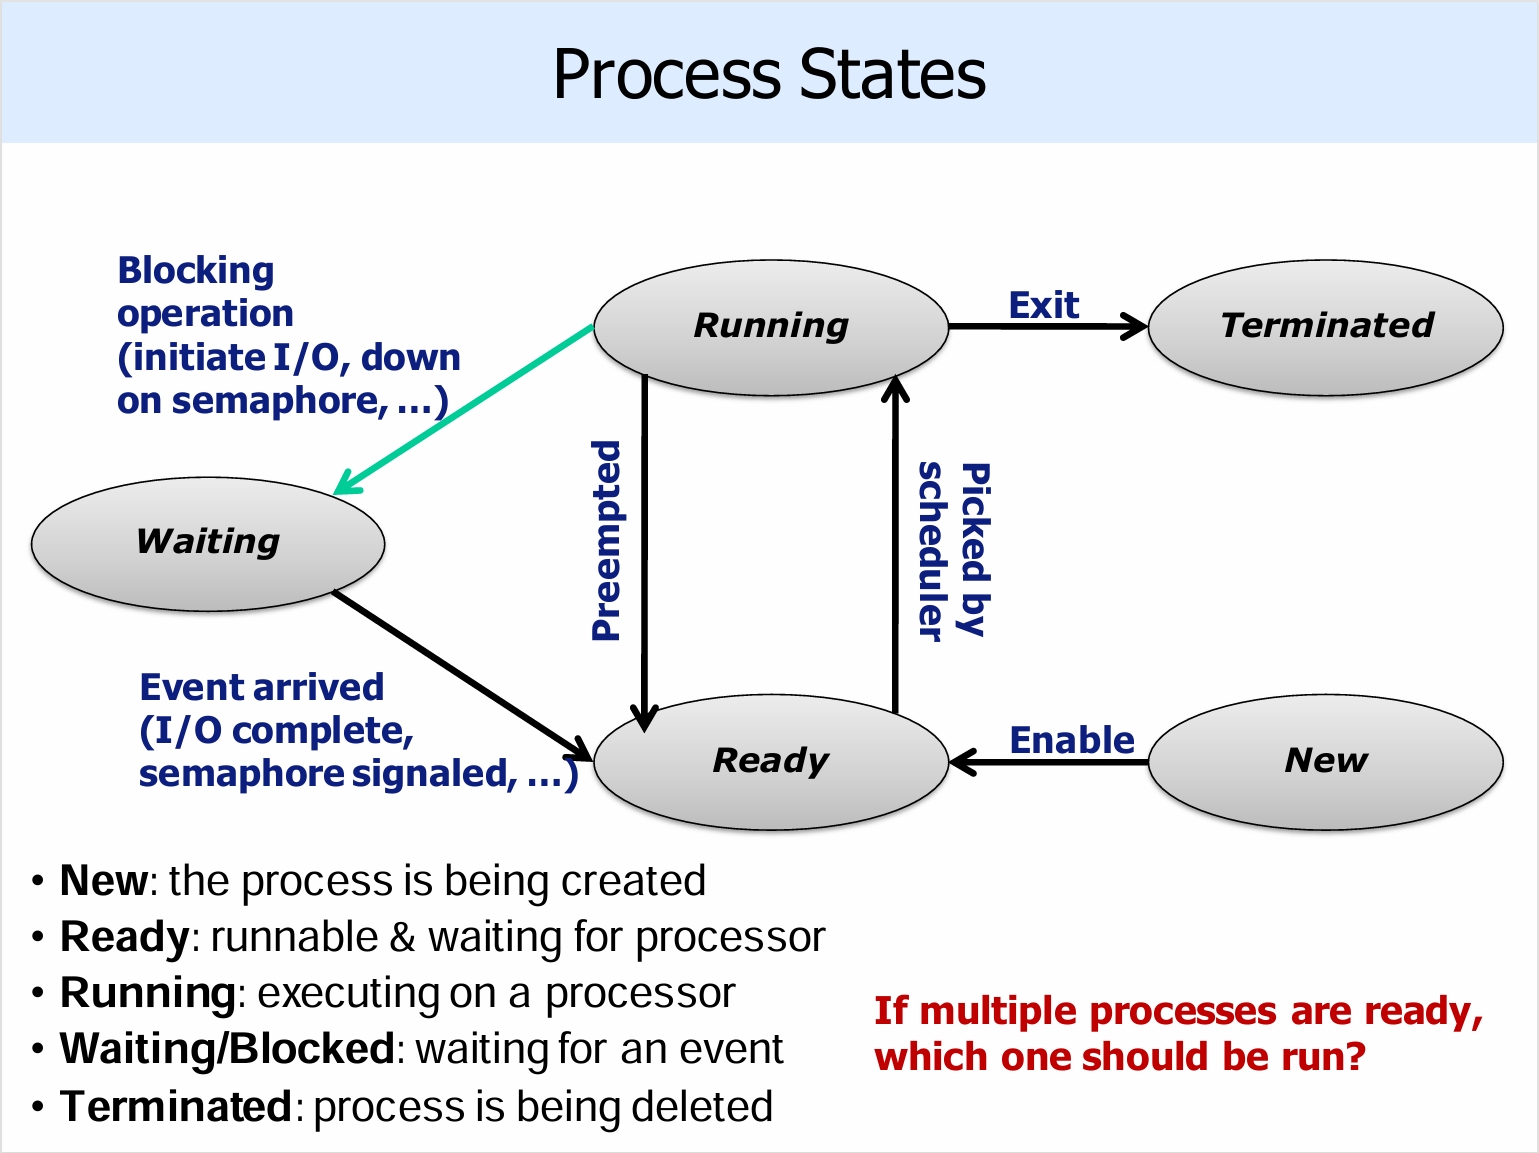 Process States
Blocking
operation
(initiate I/O, down
on semaphore, ...)
Running
Exit
Terminated
Preempted
Picked by
scheduler
Waiting
Event arrived
(I/O complete,
semaphore signaled, ...)
Ready
Enable
New
• New: the process is being created
• Ready: runnable & waiting for processor
• Running: executing on a processor
• Waiting/Blocked: waiting for an event
• Terminated: process is being deleted
If multiple processes are ready,
which one should be run?